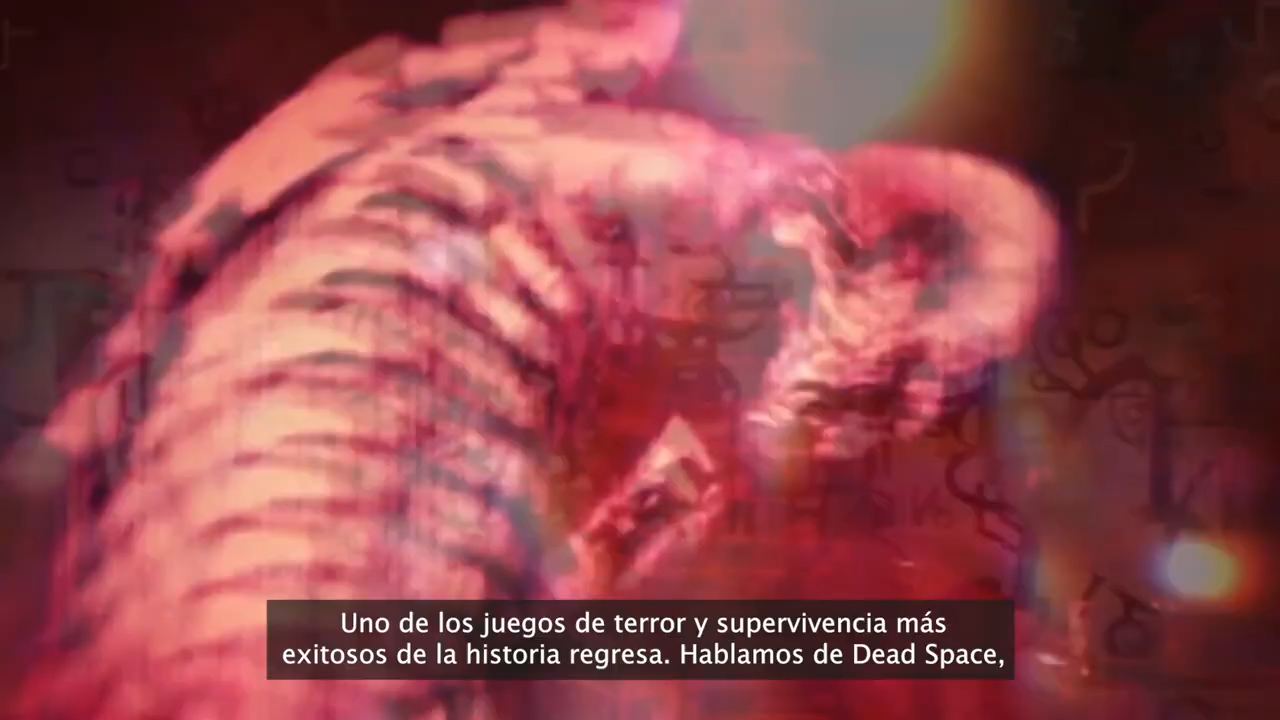 Uno de los juegos de terror y supervivencia más
exitosos de la historia regresa. Hablamos de Dead Space,